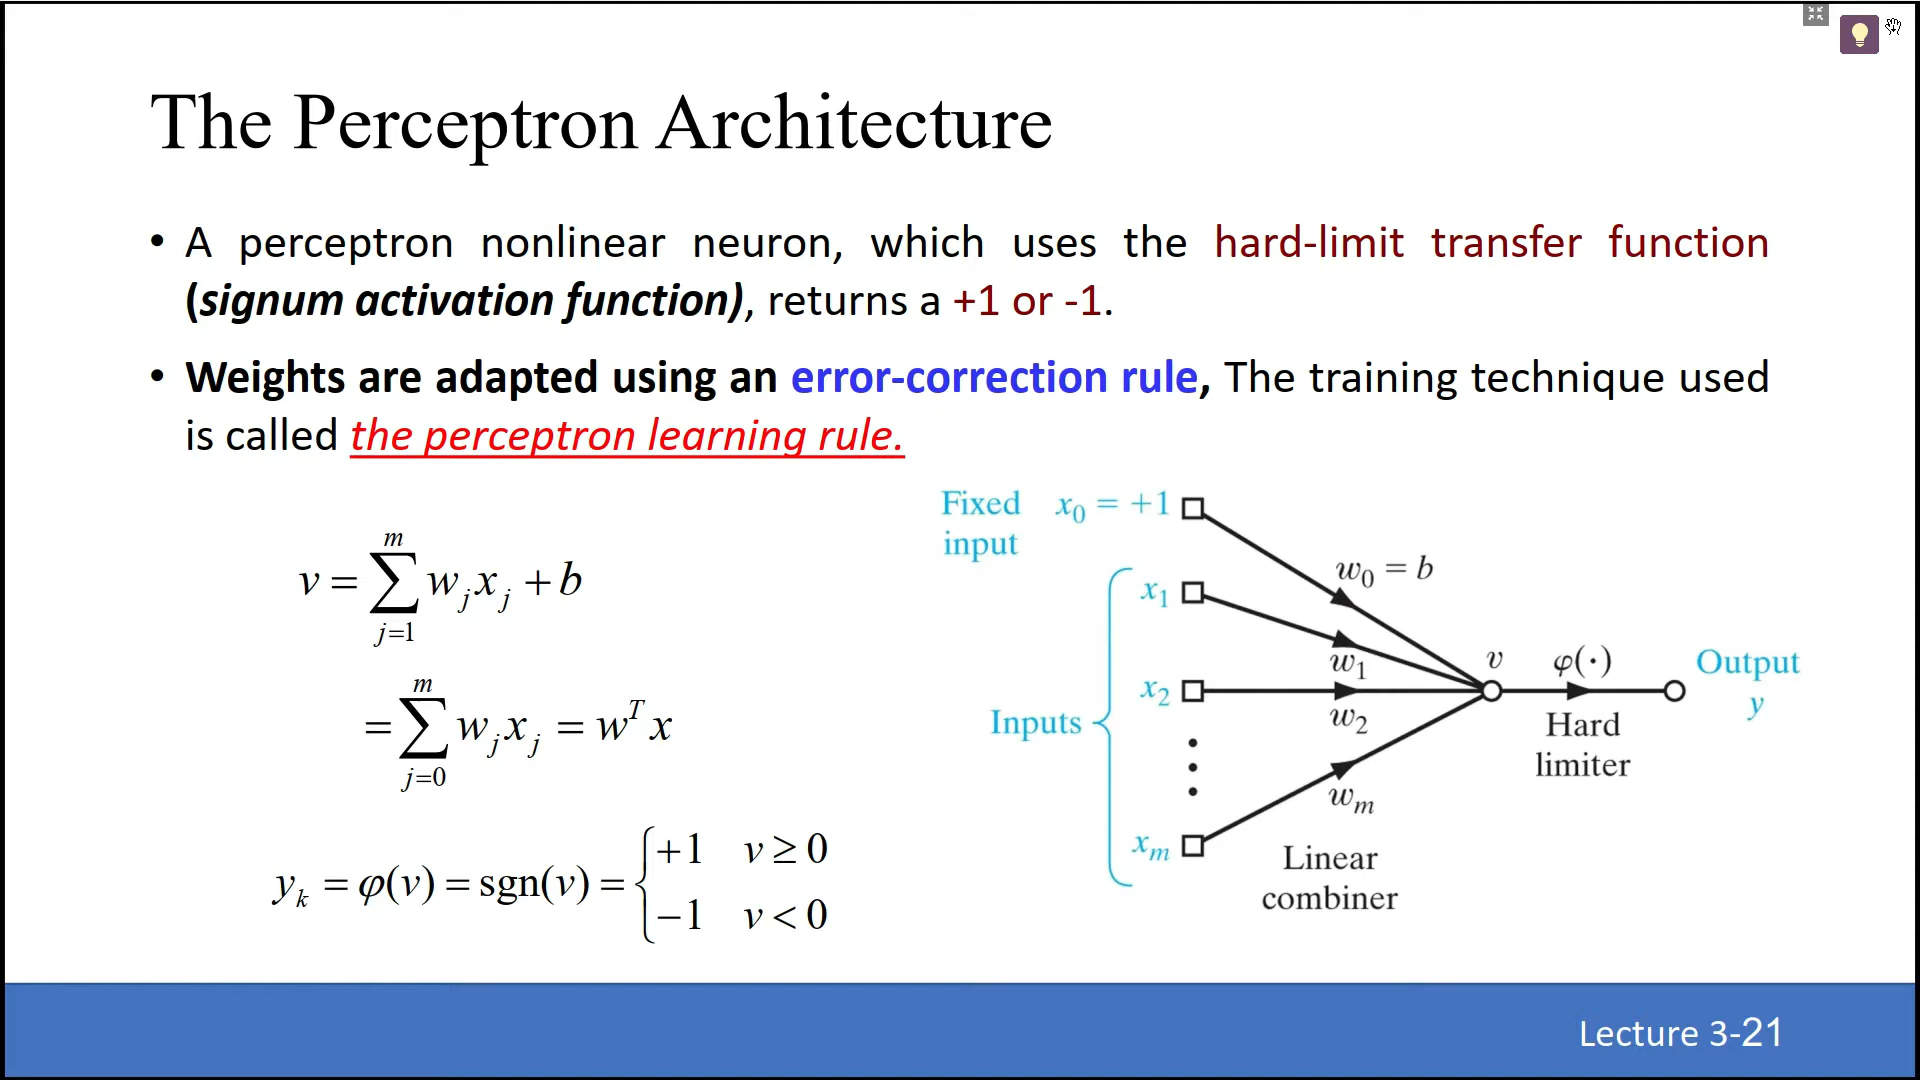 The Perceptron Architecture
• A perceptron nonlinear neuron, which uses the hard-limit transfer function
(signum activation function), returns a +1 or -1.
• Weights are adapted using an error-correction rule, The training technique used
is called the perceptron learning rule.
v = ∑_{j=1}^{m} w_j x_j + b
= ∑_{j=0}^{m} w_j x_j = w^T x
y_k = φ(v) = sgn(v) = { +1 v ≥ 0
−1 v < 0
Fixed input x_0 = +1
w_0 = b
Inputs
x_1
w_1
x_2
w_2
x_m
w_m
Linear
combiner
v
φ(·)
Hard
limiter
Output
y
Lecture 3-21